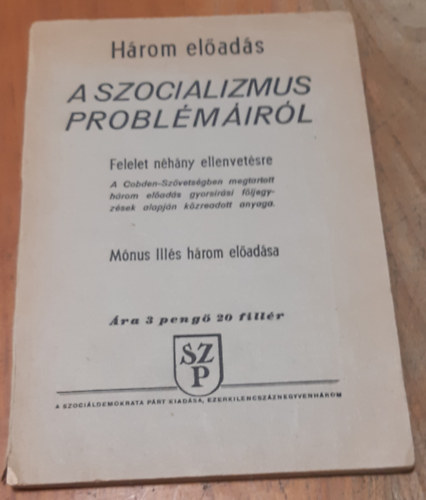 Három előadás
A SZOCIALIZMUS
PROBLÉMÁIRÓL
Felelet néhány ellenvetésre
A Cobden-Szövetségben megtartott
három előadás gyorsírási följegy-
zések alapján közreadott anyaga.
Mónus Illés három előadása
Ára 3 pengő 20 fillér
SZ
P
A SZOCIÁLDEMOKRATA PÁRT KIADÁSA, EZERKILENCSZÁZNEGYVENHÁROM